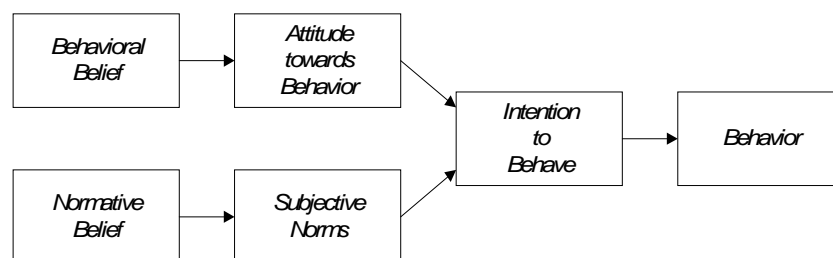 Behavioral
Belief
Attitude
towards
Behavior
Intention
to
Behave
Behavior
Normative
Belief
Subjective
Norms